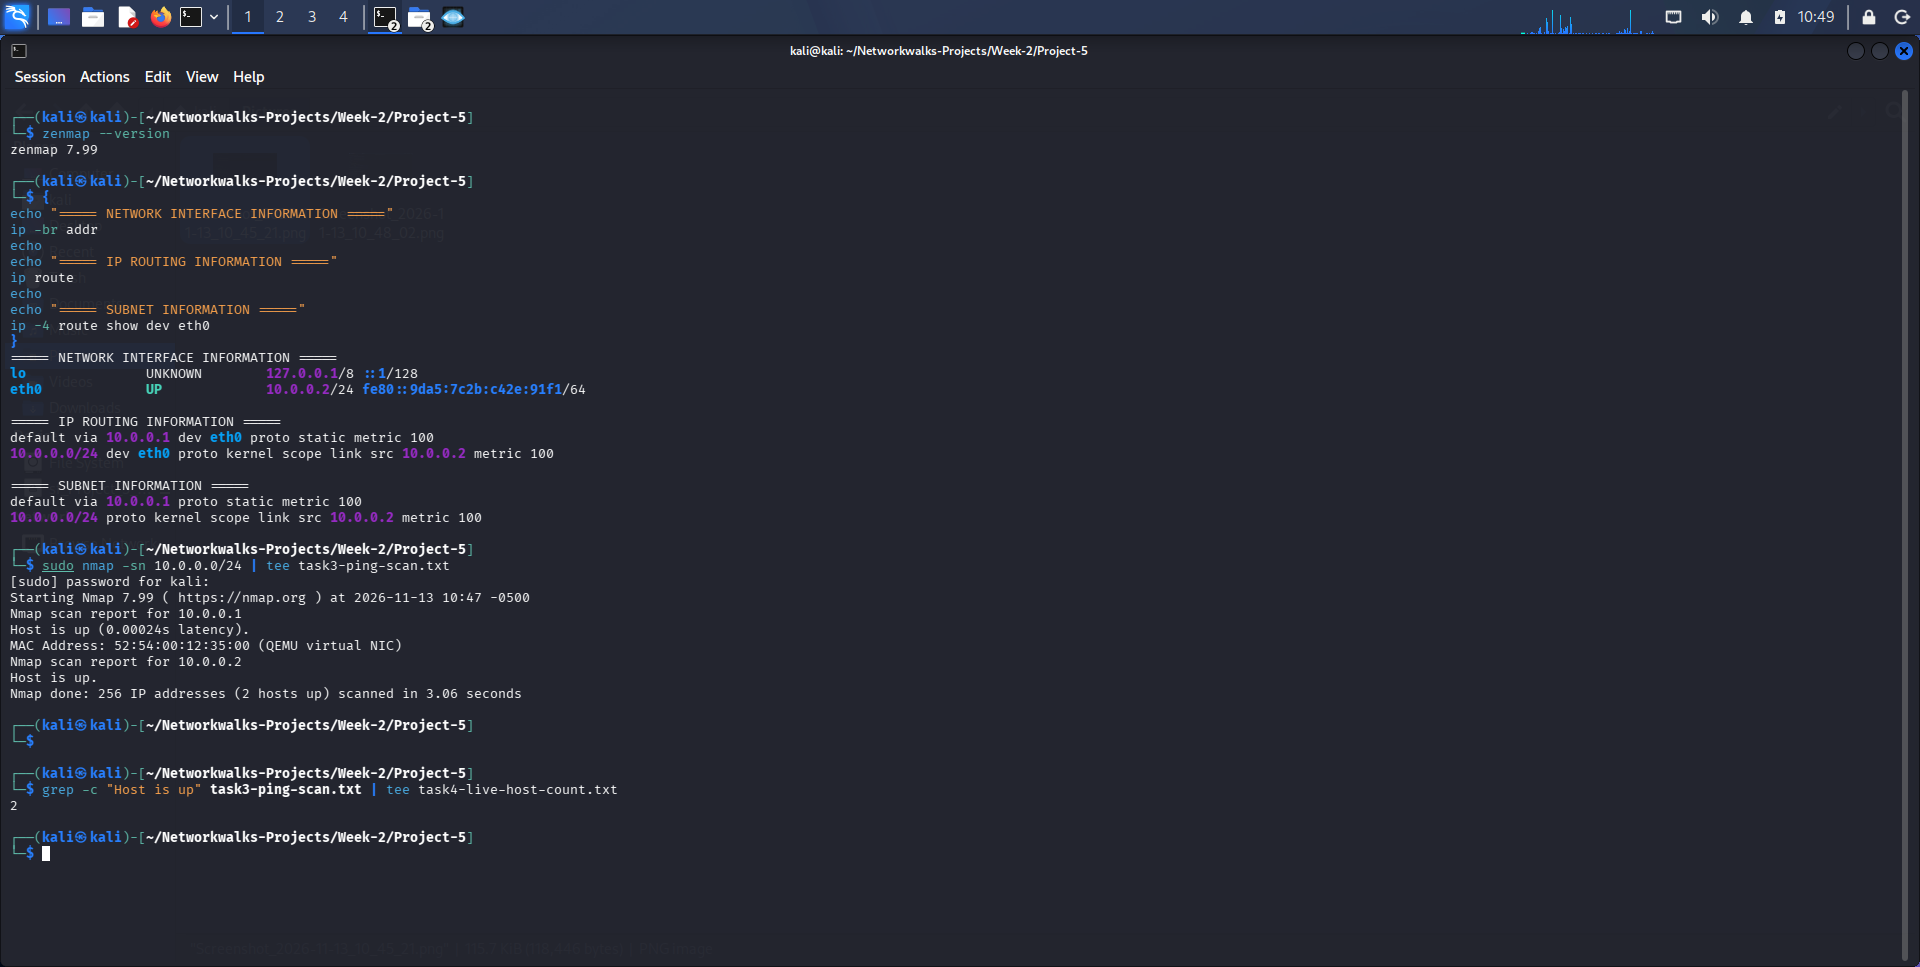 1 2 3 4 2 2 10:49
kali@kali: ~/Networkwalks-Projects/Week-2/Project-5
Session Actions Edit View Help
┌──(kali㉿kali)-[~/Networkwalks-Projects/Week-2/Project-5]
└─$ zenmap --version
zenmap 7.99
┌──(kali㉿kali)-[~/Networkwalks-Projects/Week-2/Project-5]
└─$ {
echo "===== NETWORK INTERFACE INFORMATION ====="
ip -br addr
echo
echo "===== IP ROUTING INFORMATION ====="
ip route
echo
echo "===== SUBNET INFORMATION ====="
ip -4 route show dev eth0
}
===== NETWORK INTERFACE INFORMATION =====
lo UNKNOWN 127.0.0.1/8 ::1/128
eth0 UP 10.0.0.2/24 fe80::9da5:7c2b:c42e:91f1/64
===== IP ROUTING INFORMATION =====
default via 10.0.0.1 dev eth0 proto static metric 100
10.0.0.0/24 dev eth0 proto kernel scope link src 10.0.0.2 metric 100
===== SUBNET INFORMATION =====
default via 10.0.0.1 proto static metric 100
10.0.0.0/24 proto kernel scope link src 10.0.0.2 metric 100
┌──(kali㉿kali)-[~/Networkwalks-Projects/Week-2/Project-5]
└─$ sudo nmap -sn 10.0.0.0/24 | tee task3-ping-scan.txt
[sudo] password for kali:
Starting Nmap 7.99 ( https://nmap.org ) at 2026-11-13 10:47 -0500
Nmap scan report for 10.0.0.1
Host is up (0.00024s latency).
MAC Address: 52:54:00:12:35:00 (QEMU virtual NIC)
Nmap scan report for 10.0.0.2
Host is up.
Nmap done: 256 IP addresses (2 hosts up) scanned in 3.06 seconds
┌──(kali㉿kali)-[~/Networkwalks-Projects/Week-2/Project-5]
└─$
┌──(kali㉿kali)-[~/Networkwalks-Projects/Week-2/Project-5]
└─$ grep -c "Host is up" task3-ping-scan.txt | tee task4-live-host-count.txt
2
┌──(kali㉿kali)-[~/Networkwalks-Projects/Week-2/Project-5]
└─$